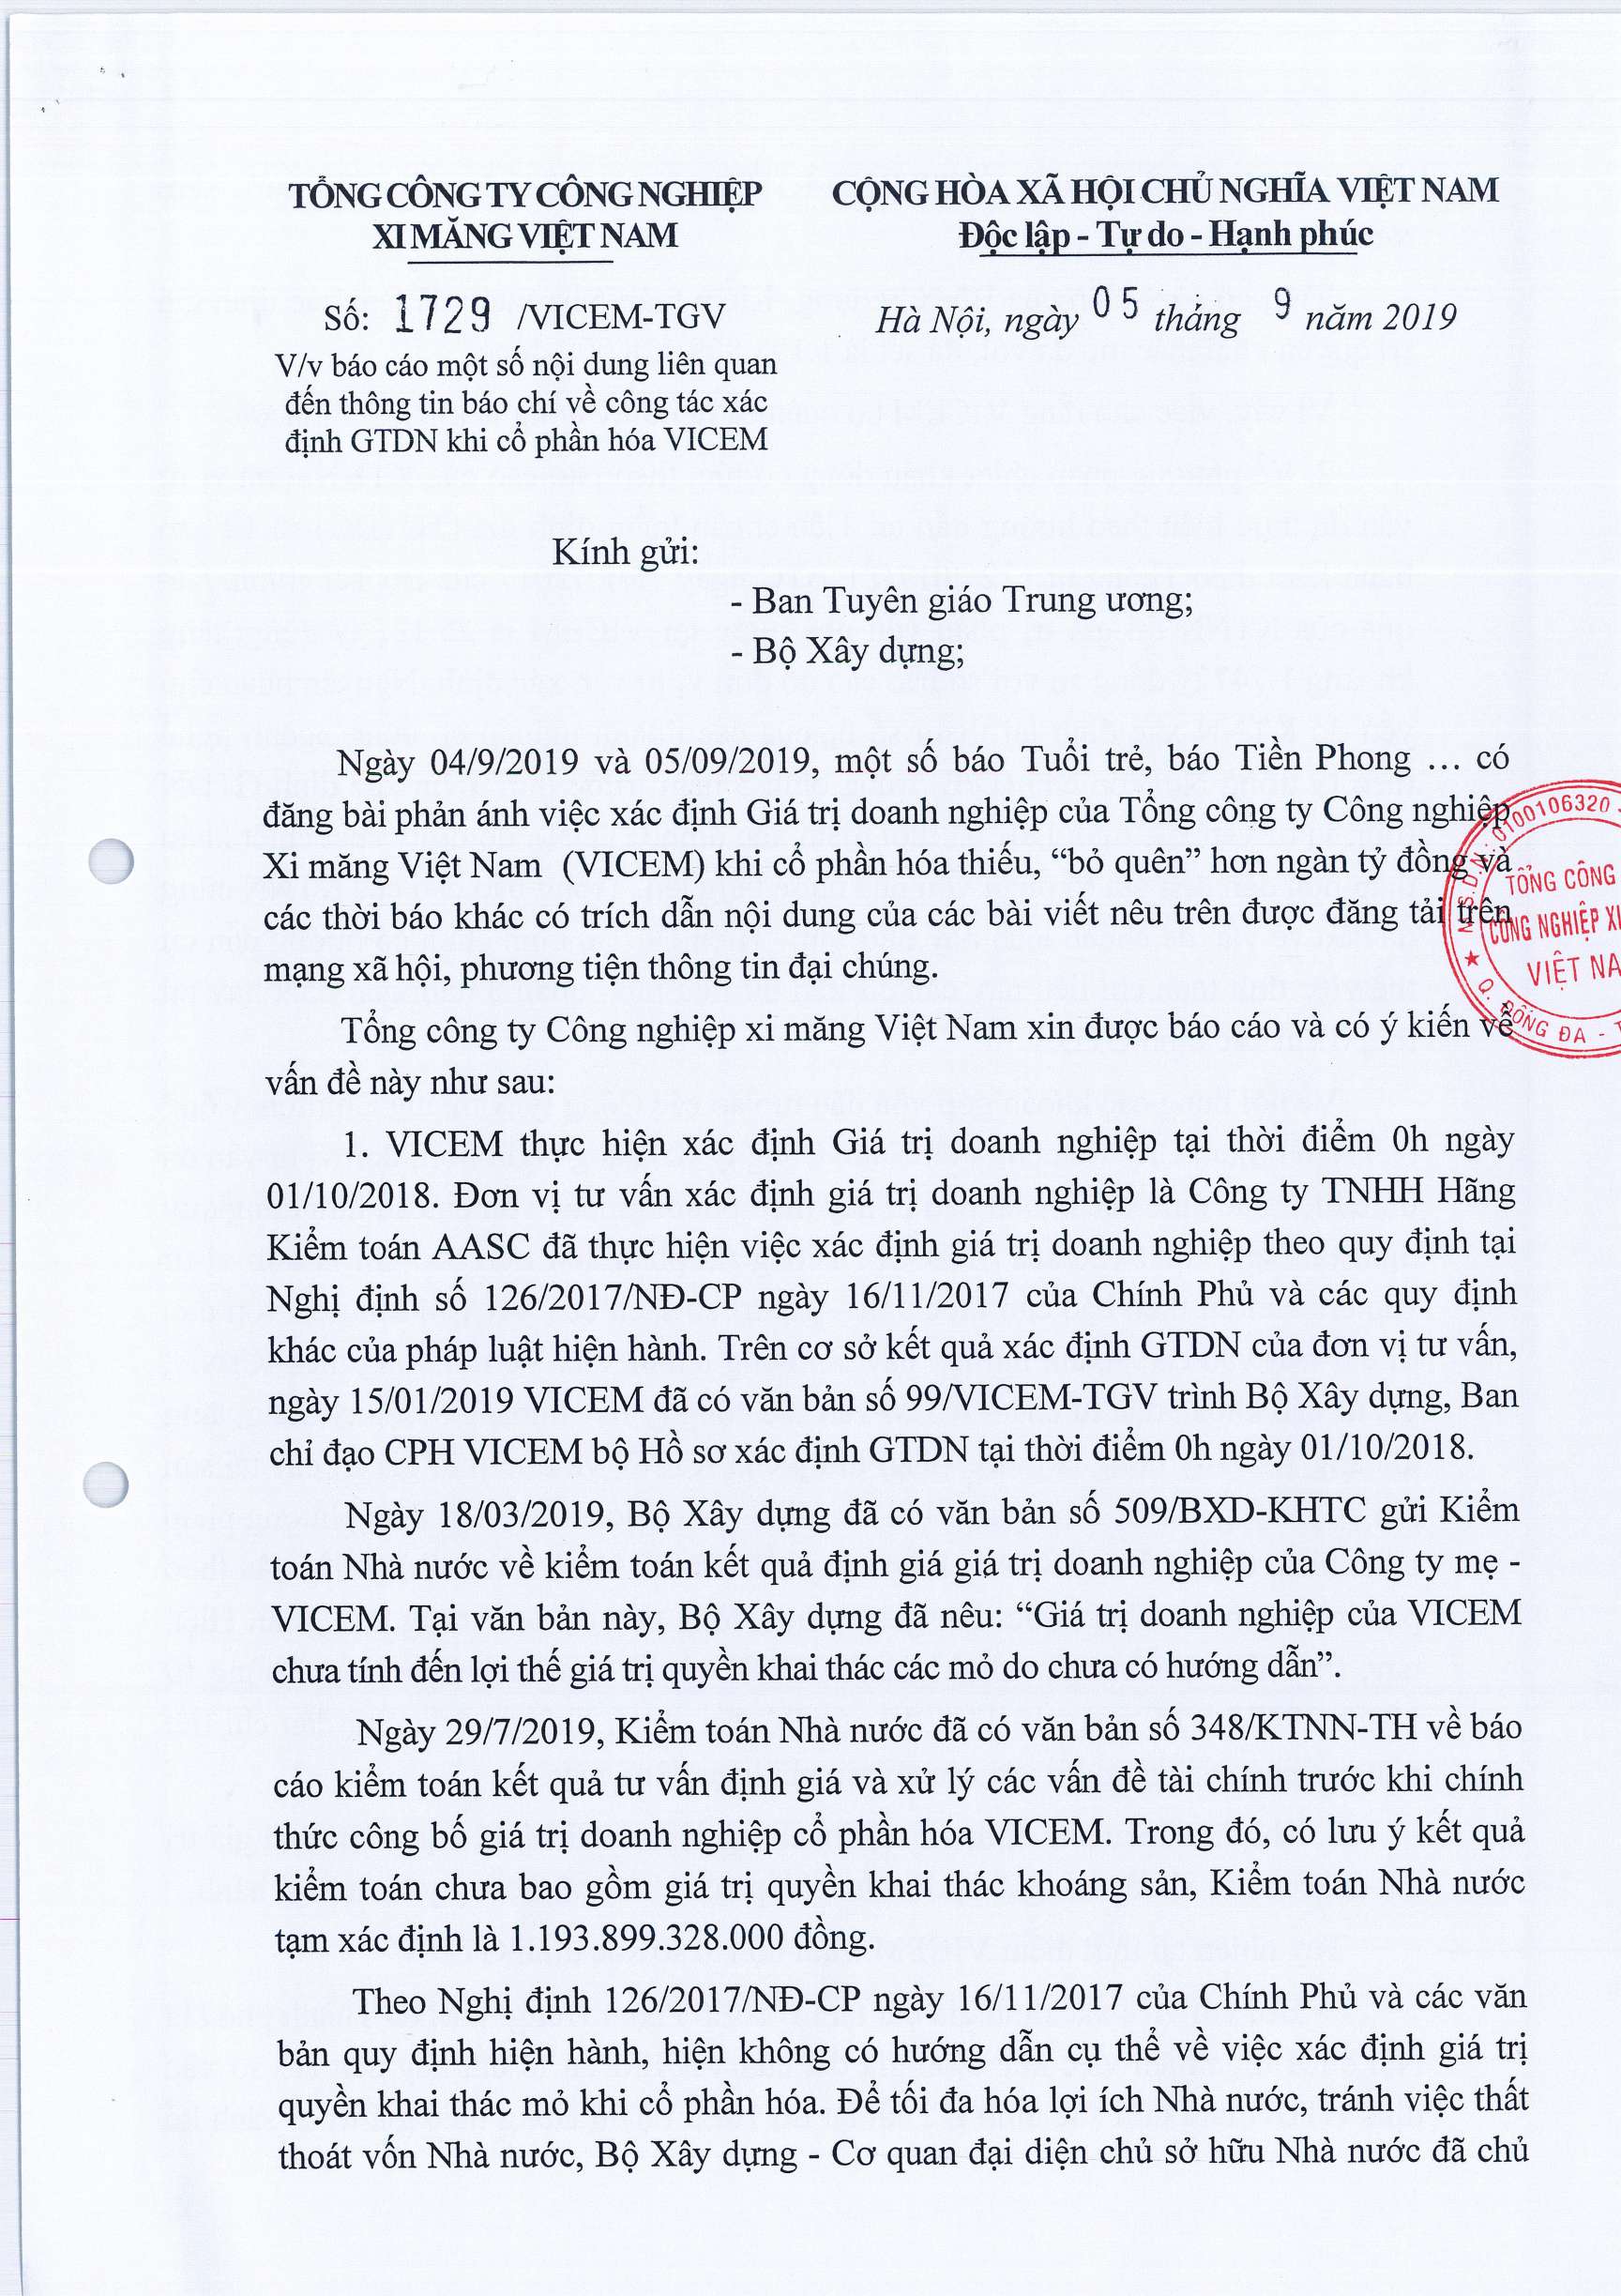 TỔNG CÔNG TY CÔNG NGHIỆP
XI MĂNG VIỆT NAM
CỘNG HÒA XÃ HỘI CHỦ NGHĨA VIỆT NAM
Độc lập - Tự do - Hạnh phúc
Số: 1729 /VICEM-TGV
Hà Nội, ngày 05 tháng 9 năm 2019
V/v báo cáo một số nội dung liên quan
đến thông tin báo chí về công tác xác
định GTDN khi cổ phần hóa VICEM
Kính gửi:
- Ban Tuyên giáo Trung ương;
- Bộ Xây dựng;
Ngày 04/9/2019 và 05/09/2019, một số báo Tuổi trẻ, báo Tiền Phong … có
đăng bài phản ánh việc xác định Giá trị doanh nghiệp của Tổng công ty Công nghiệp
Xi măng Việt Nam (VICEM) khi cổ phần hóa thiếu, “bỏ quên” hơn ngàn tỷ đồng và
các thời báo khác có trích dẫn nội dung của các bài viết nêu trên được đăng tải trên
mạng xã hội, phương tiện thông tin đại chúng.
M.S.D.N: 0100106320
TỔNG CÔNG
CÔNG NGHIỆP XI
VIỆT NA
★ Q. ĐỐNG ĐA - T
Tổng công ty Công nghiệp xi măng Việt Nam xin được báo cáo và có ý kiến về
vấn đề này như sau:
1. VICEM thực hiện xác định Giá trị doanh nghiệp tại thời điểm 0h ngày
01/10/2018. Đơn vị tư vấn xác định giá trị doanh nghiệp là Công ty TNHH Hãng
Kiểm toán AASC đã thực hiện việc xác định giá trị doanh nghiệp theo quy định tại
Nghị định số 126/2017/NĐ-CP ngày 16/11/2017 của Chính Phủ và các quy định
khác của pháp luật hiện hành. Trên cơ sở kết quả xác định GTDN của đơn vị tư vấn,
ngày 15/01/2019 VICEM đã có văn bản số 99/VICEM-TGV trình Bộ Xây dựng, Ban
chỉ đạo CPH VICEM bộ Hồ sơ xác định GTDN tại thời điểm 0h ngày 01/10/2018.
Ngày 18/03/2019, Bộ Xây dựng đã có văn bản số 509/BXD-KHTC gửi Kiểm
toán Nhà nước về kiểm toán kết quả định giá giá trị doanh nghiệp của Công ty mẹ -
VICEM. Tại văn bản này, Bộ Xây dựng đã nêu: “Giá trị doanh nghiệp của VICEM
chưa tính đến lợi thế giá trị quyền khai thác các mỏ do chưa có hướng dẫn”.
Ngày 29/7/2019, Kiểm toán Nhà nước đã có văn bản số 348/KTNN-TH về báo
cáo kiểm toán kết quả tư vấn định giá và xử lý các vấn đề tài chính trước khi chính
thức công bố giá trị doanh nghiệp cổ phần hóa VICEM. Trong đó, có lưu ý kết quả
kiểm toán chưa bao gồm giá trị quyền khai thác khoáng sản, Kiểm toán Nhà nước
tạm xác định là 1.193.899.328.000 đồng.
Theo Nghị định 126/2017/NĐ-CP ngày 16/11/2017 của Chính Phủ và các văn
bản quy định hiện hành, hiện không có hướng dẫn cụ thể về việc xác định giá trị
quyền khai thác mỏ khi cổ phần hóa. Để tối đa hóa lợi ích Nhà nước, tránh việc thất
thoát vốn Nhà nước, Bộ Xây dựng - Cơ quan đại diện chủ sở hữu Nhà nước đã chủ